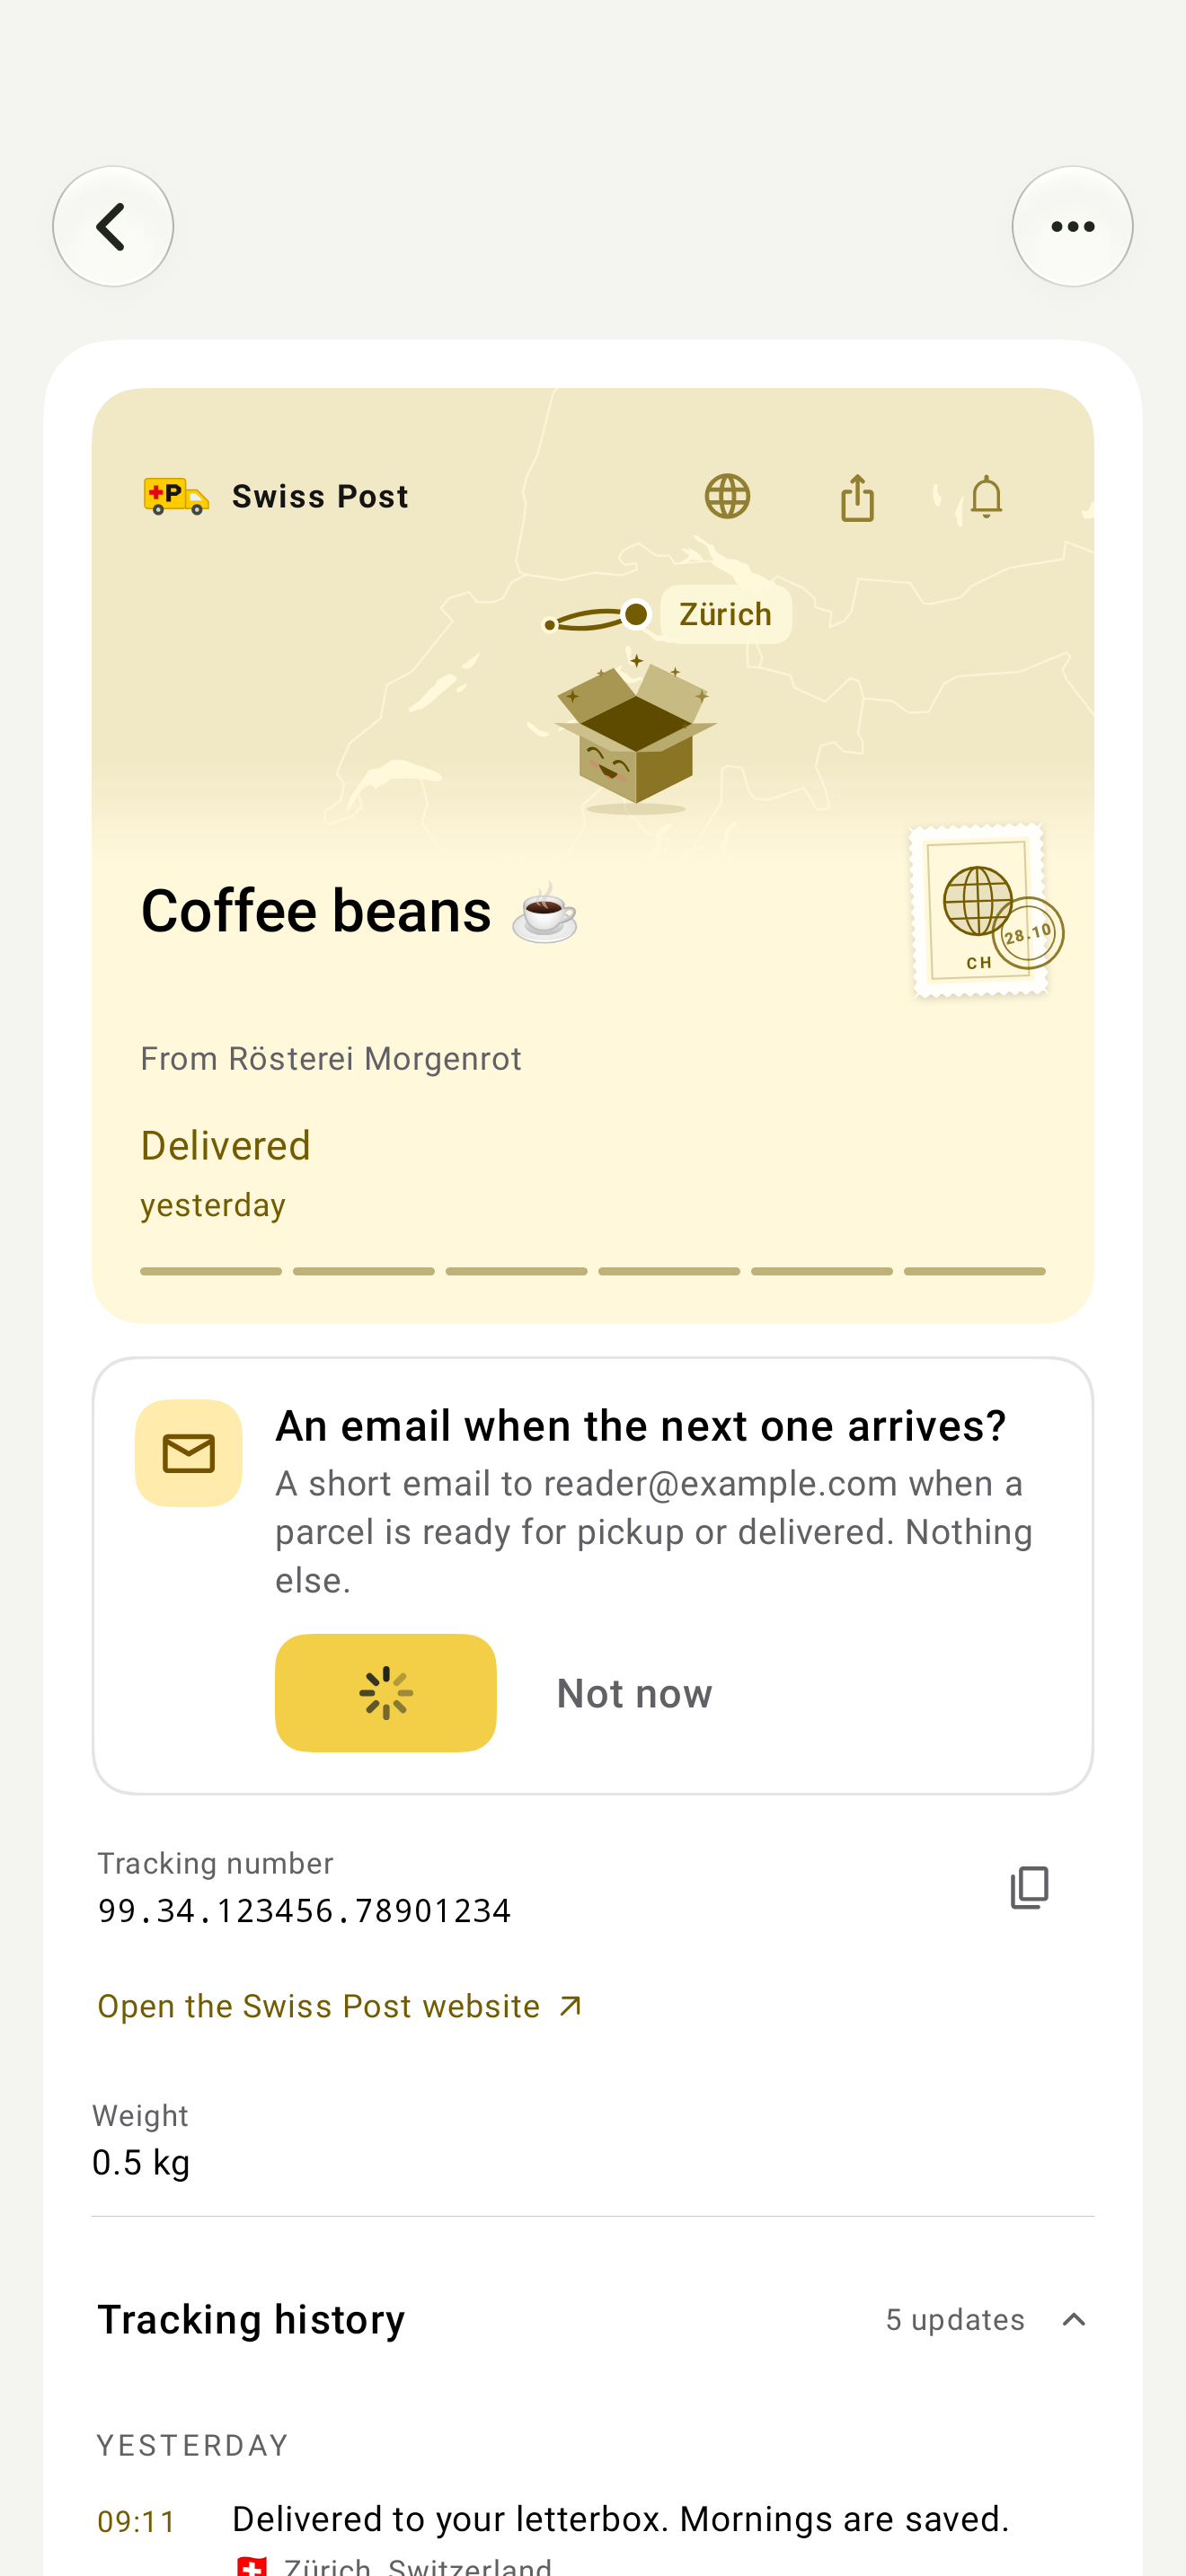 +P Swiss Post
Zürich
Coffee beans ☕
28.10
CH
From Rösterei Morgenrot
Delivered
yesterday
An email when the next one arrives?
A short email to reader@example.com when a
parcel is ready for pickup or delivered. Nothing
else.
Not now
Tracking number
99.34.123456.78901234
Open the Swiss Post website
Weight
0.5 kg
Tracking history
5 updates
YESTERDAY
09:11 Delivered to your letterbox. Mornings are saved.
Zürich, Switzerland